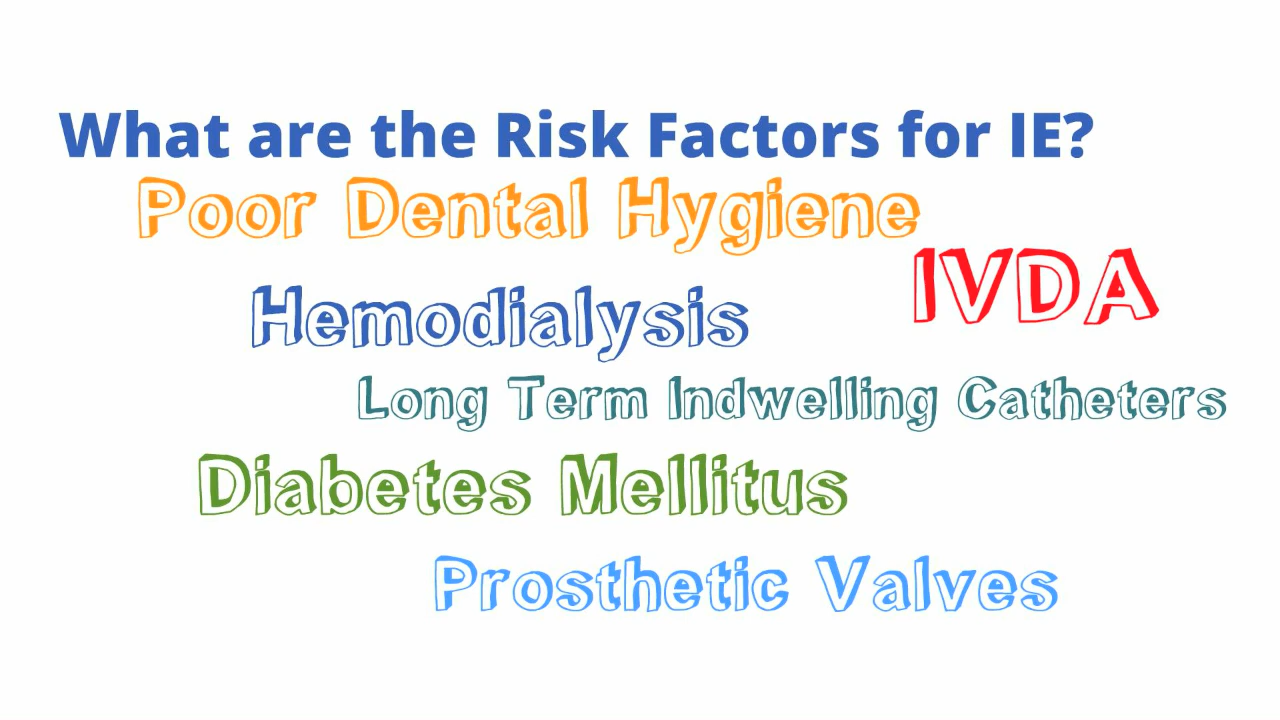 What are the Risk Factors for IE?
Poor Dental Hygiene
IVDA
Hemodialysis
Long Term Indwelling Catheters
Diabetes Mellitus
Prosthetic Valves